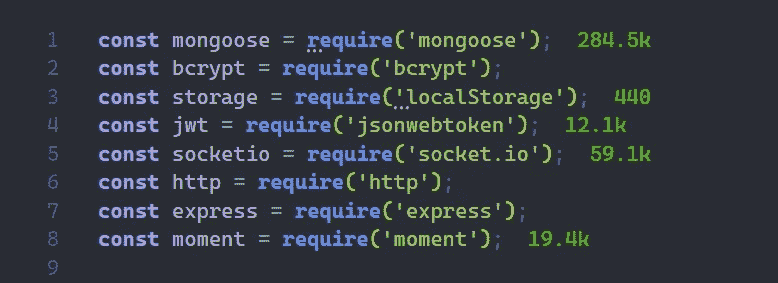 1 const mongoose = require('mongoose'); 284.5k
2 const bcrypt = require('bcrypt');
3 const storage = require('localStorage'); 440
4 const jwt = require('jsonwebtoken'); 12.1k
5 const socketio = require('socket.io'); 59.1k
6 const http = require('http');
7 const express = require('express');
8 const moment = require('moment'); 19.4k
9